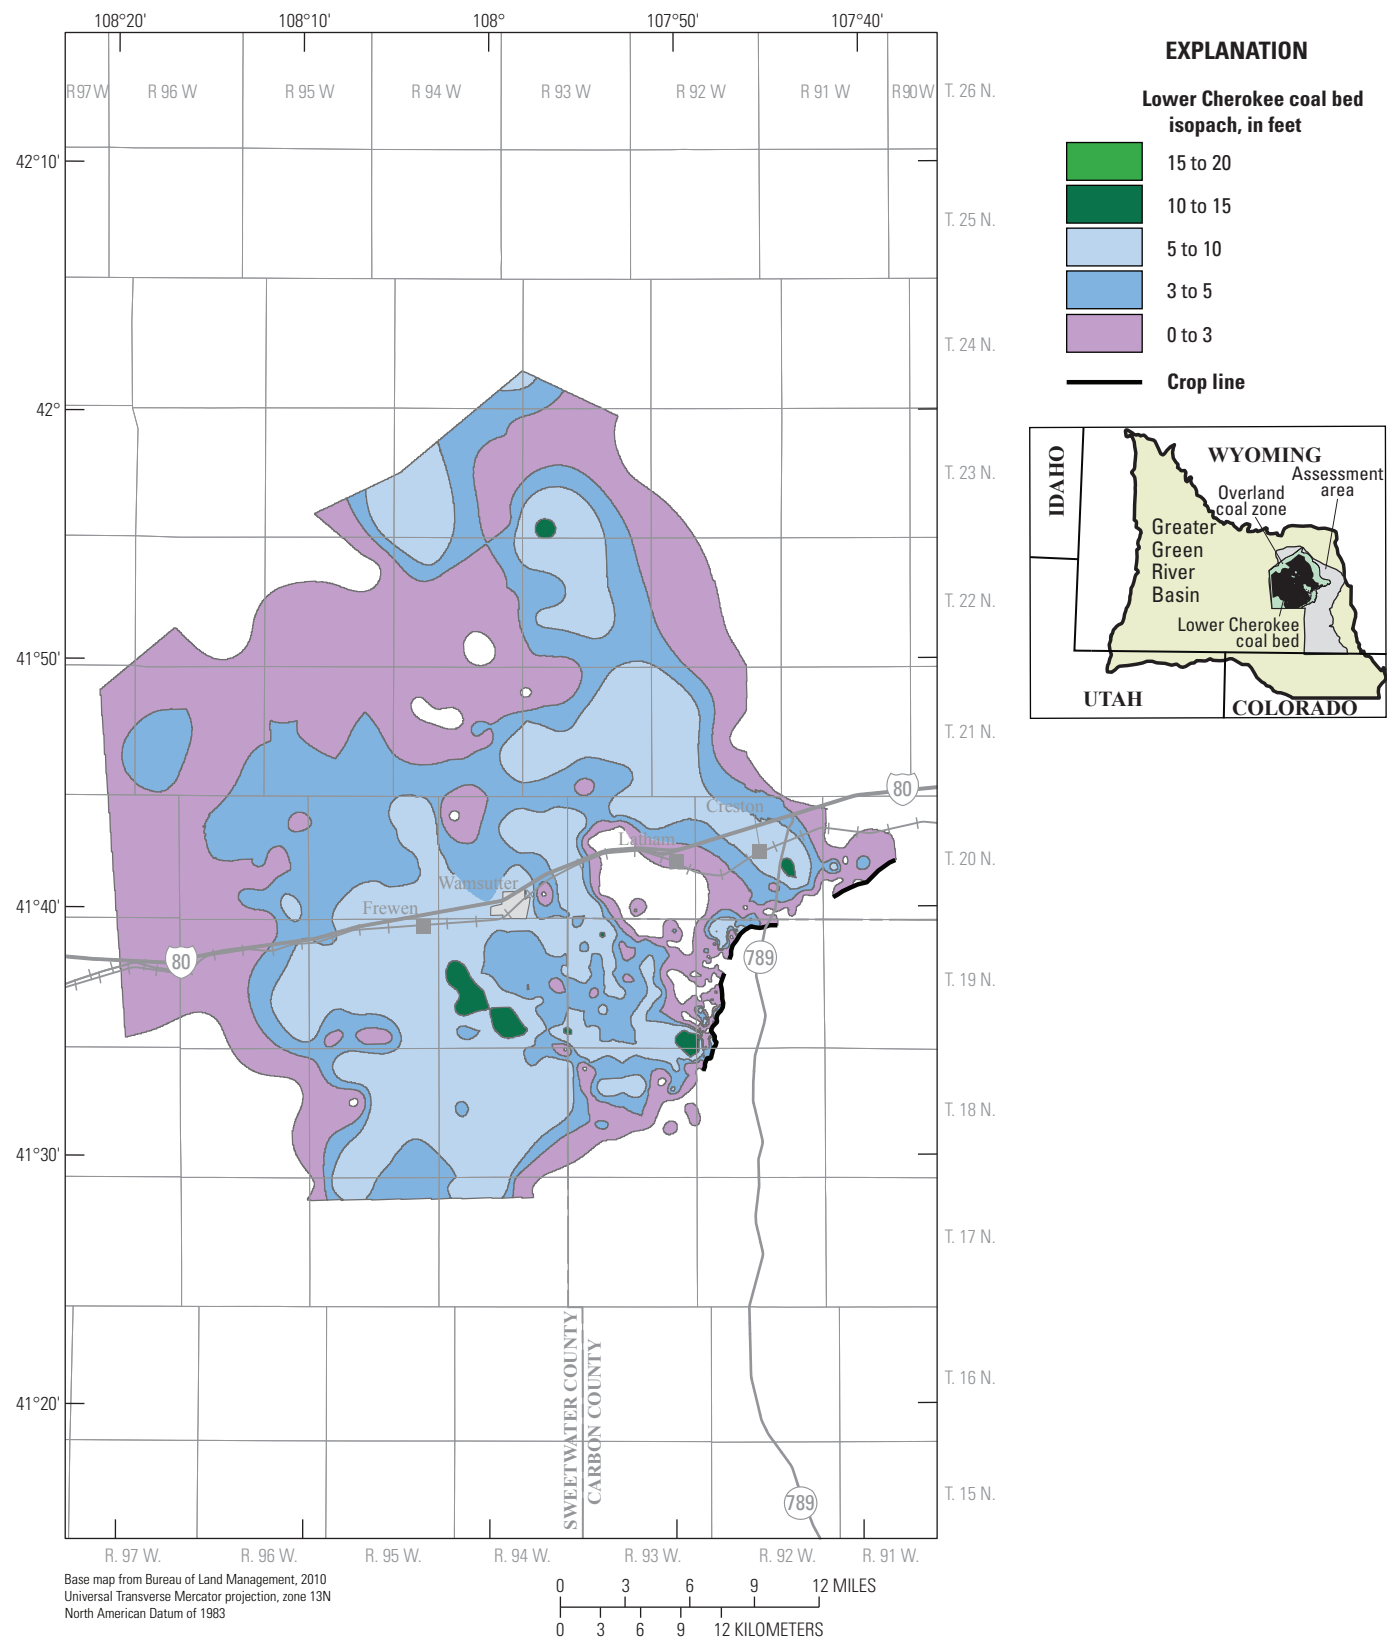 108°20' 108°10' 108° 107°50' 107°40'
R 97 W R 96 W R 95 W R 94 W R 93 W R 92 W R 91 W R 90 W T. 26 N.
42°10'
T. 25 N.
T. 24 N.
42°
T. 23 N.
T. 22 N.
41°50'
T. 21 N.
80
Creston
Latham
T. 20 N.
Wamsutter
41°40'
Frewen
80
789
T. 19 N.
T. 18 N.
41°30'
T. 17 N.
SWEETWATER COUNTY
CARBON COUNTY
T. 16 N.
41°20'
T. 15 N.
789
R. 97 W. R. 96 W. R. 95 W. R. 94 W. R. 93 W. R. 92 W. R. 91 W.
Base map from Bureau of Land Management, 2010
Universal Transverse Mercator projection, zone 13N
North American Datum of 1983
0 3 6 9 12 MILES
0 3 6 9 12 KILOMETERS
EXPLANATION
Lower Cherokee coal bed
isopach, in feet
15 to 20
10 to 15
5 to 10
3 to 5
0 to 3
Crop line
IDAHO
WYOMING
Assessment
area
Overland
coal zone
Greater
Green
River
Basin
Lower Cherokee
coal bed
UTAH
COLORADO